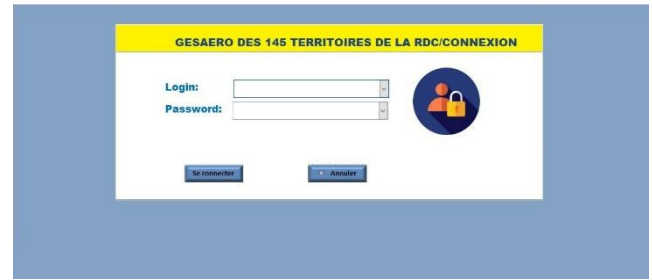 GESAERO DES 145 TERRITOIRES DE LA RDC/CONNEXION
Login:
Password:
Se connecter
Annuler